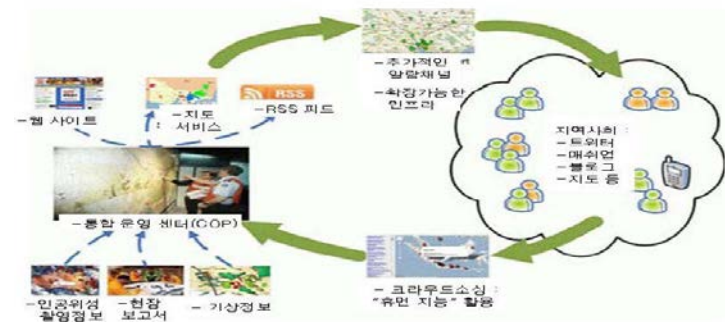 -추가적인
알람채널
-확장가능한
인프라
RSS
-웹 사이트
-지도
서비스
-RSS 피드
지역사회 :
-트위터
-매쉬업
-블로그
-지도 등
-통합 운영 센터(COP)
-인공위성
촬영정보
-현장
보고서
- 기상정보
- 크라우드소싱 :
"휴먼 지능" 활용